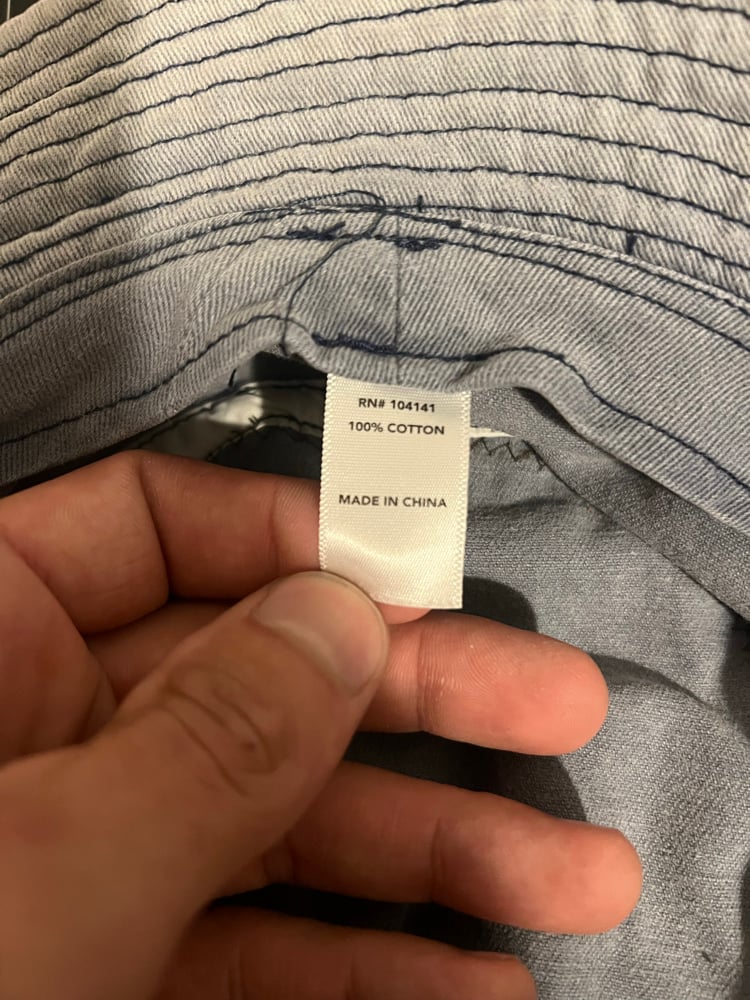 RN# 104141
100% COTTON
MADE IN CHINA